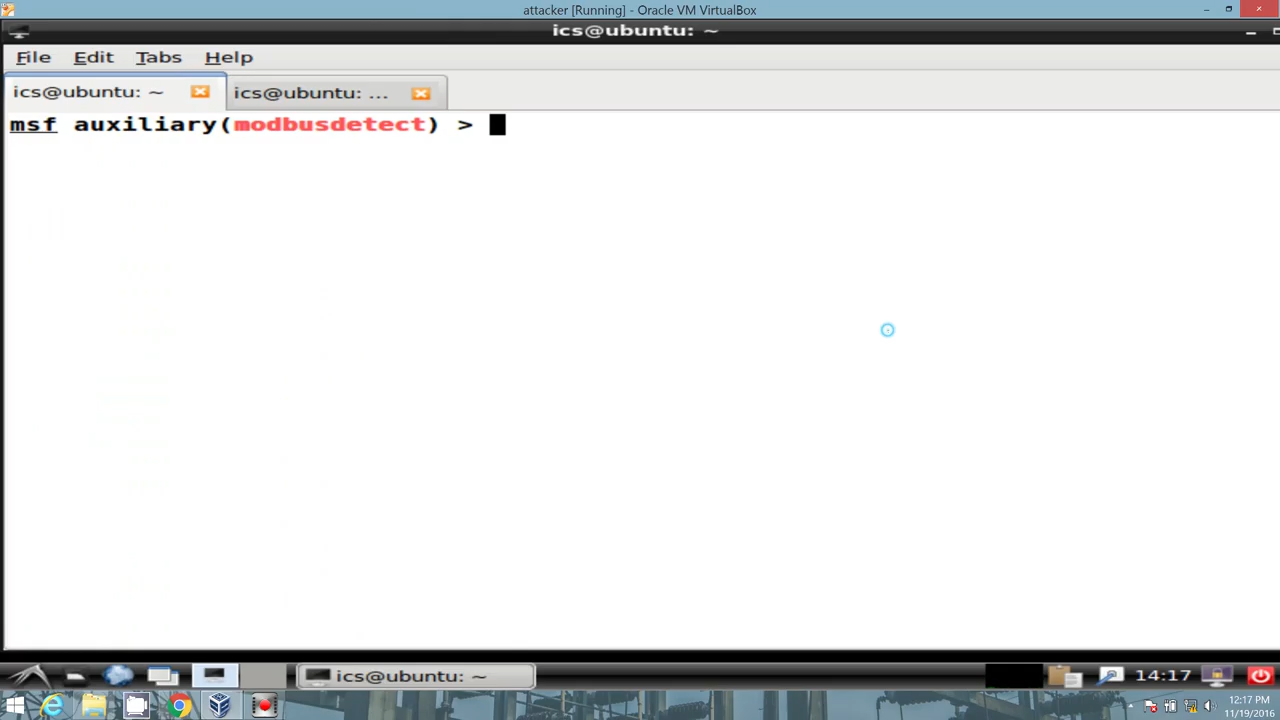 attacker [Running] - Oracle VM VirtualBox
ics@ubuntu: ~
File Edit Tabs Help
ics@ubuntu: ~ ics@ubuntu: ...
msf auxiliary(modbusdetect) >
ics@ubuntu: ~ 14:17
12:17 PM
11/19/2016